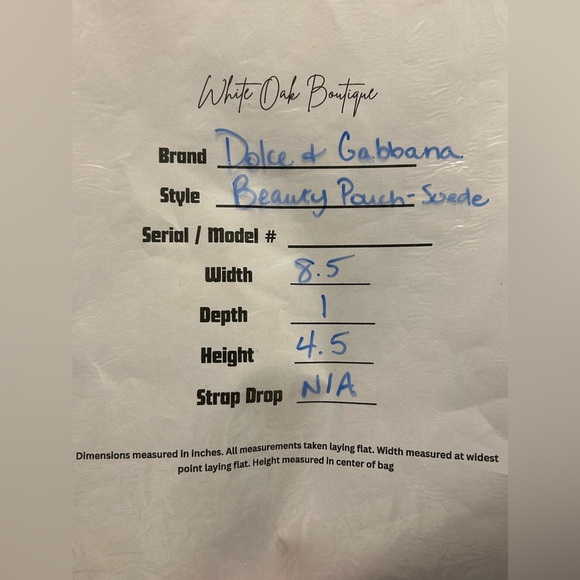 White Oak Boutique
Brand Dolce & Gabbana
Style Beauty Pouch-Suede
Serial / Model #
Width 8.5
Depth 1
Height 4.5
Strap Drop N/A
Dimensions measured in inches. All measurements taken laying flat. Width measured at widest
point laying flat. Height measured in center of bag